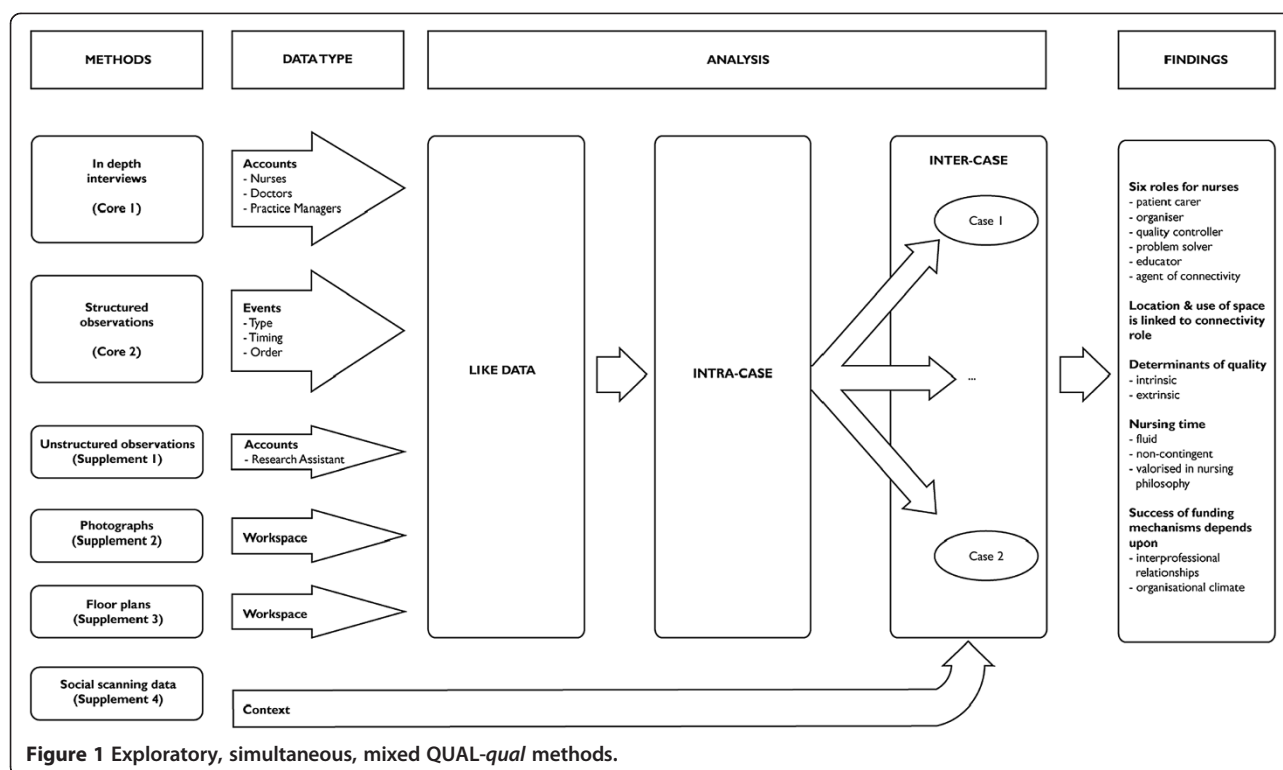 METHODS
DATA TYPE
ANALYSIS
FINDINGS
In depth
interviews
(Core 1)
Accounts
- Nurses
- Doctors
- Practice Managers
Structured
observations
(Core 2)
Events
- Type
- Timing
- Order
Unstructured observations
(Supplement 1)
Accounts
- Research Assistant
Photographs
(Supplement 2)
Workspace
Floor plans
(Supplement 3)
Workspace
Social scanning data
(Supplement 4)
Context
LIKE DATA
INTRA-CASE
INTER-CASE
Case 1
...
Case 2
Six roles for nurses
- patient carer
- organiser
- quality controller
- problem solver
- educator
- agent of connectivity
Location & use of space
is linked to connectivity
role
Determinants of quality
- intrinsic
- extrinsic
Nursing time
- fluid
- non-contingent
- valorised in nursing
philosophy
Success of funding
mechanisms depends
upon
- interprofessional
relationships
- organisational climate
Figure 1 Exploratory, simultaneous, mixed QUAL-qual methods.